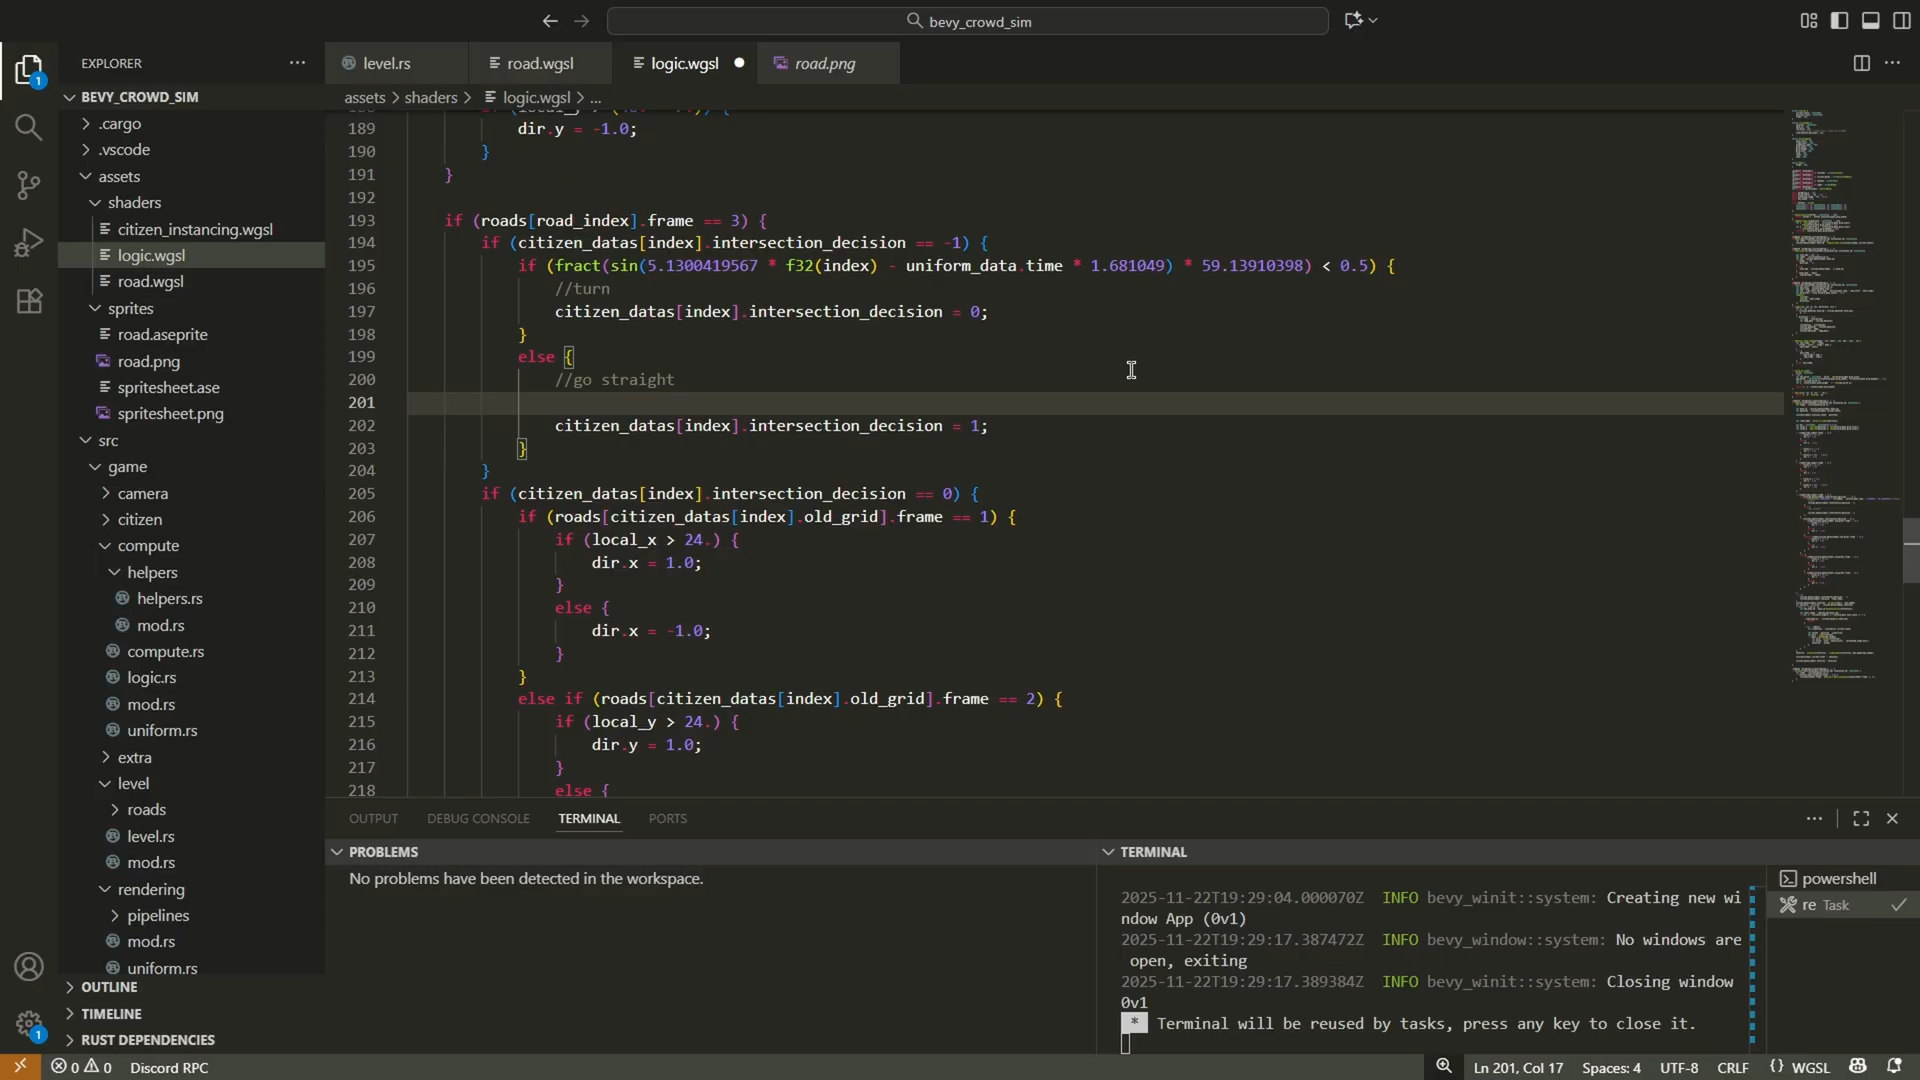 bevy_crowd_sim
EXPLORER
BEVY_CROWD_SIM
.cargo
.vscode
assets
shaders
citizen_instancing.wgsl
logic.wgsl
road.wgsl
sprites
road.aseprite
road.png
spritesheet.ase
spritesheet.png
src
game
camera
citizen
compute
helpers
helpers.rs
mod.rs
compute.rs
logic.rs
mod.rs
uniform.rs
extra
level
roads
level.rs
mod.rs
rendering
pipelines
mod.rs
uniform.rs
OUTLINE
TIMELINE
RUST DEPENDENCIES
level.rs road.wgsl logic.wgsl road.png
assets > shaders > logic.wgsl > ...
189 dir.y = -1.0;
190 }
191 }
192
193 if (roads[road_index].frame == 3) {
194 if (citizen_datas[index].intersection_decision == -1) {
195 if (fract(sin(5.1300419567 * f32(index) - uniform_data.time * 1.681049) * 59.13910398) < 0.5) {
196 //turn
197 citizen_datas[index].intersection_decision = 0;
198 }
199 else {
200 //go straight
201
202 citizen_datas[index].intersection_decision = 1;
203 }
204 }
205 if (citizen_datas[index].intersection_decision == 0) {
206 if (roads[citizen_datas[index].old_grid].frame == 1) {
207 if (local_x > 24.) {
208 dir.x = 1.0;
209 }
210 else {
211 dir.x = -1.0;
212 }
213 }
214 else if (roads[citizen_datas[index].old_grid].frame == 2) {
215 if (local_y > 24.) {
216 dir.y = 1.0;
217 }
218 else {
OUTPUT DEBUG CONSOLE TERMINAL PORTS
PROBLEMS
No problems have been detected in the workspace.
TERMINAL
2025-11-22T19:29:04.000070Z INFO bevy_winit::system: Creating new wi
ndow App (0v1)
2025-11-22T19:29:17.387472Z INFO bevy_window::system: No windows are
open, exiting
2025-11-22T19:29:17.389384Z INFO bevy_winit::system: Closing window
0v1
* Terminal will be reused by tasks, press any key to close it.
powershell
re Task
0 0 Discord RPC Ln 201, Col 17 Spaces: 4 UTF-8 CRLF {} WGSL